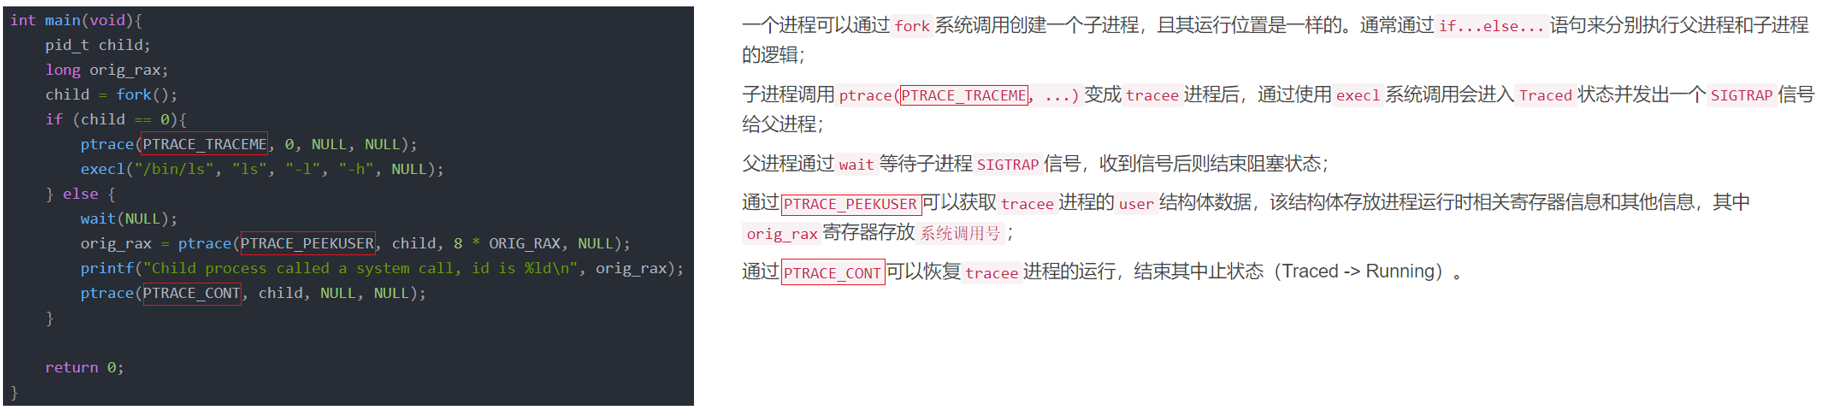 int main(void){
    pid_t child;
    long orig_rax;
    child = fork();
    if (child == 0){
        ptrace(PTRACE_TRACEME, 0, NULL, NULL);
        execl("/bin/ls", "ls", "-l", "-h", NULL);
    } else {
        wait(NULL);
        orig_rax = ptrace(PTRACE_PEEKUSER, child, 8 * ORIG_RAX, NULL);
        printf("Child process called a system call, id is %ld\n", orig_rax);
        ptrace(PTRACE_CONT, child, NULL, NULL);
    }
    return 0;
}
一个进程可以通过 fork 系统调用创建一个子进程，且其运行位置是一样的。通常通过 if...else... 语句来分别执行父进程和子进程
的逻辑；
子进程调用 ptrace(PTRACE_TRACEME, ...) 变成 tracee 进程后，通过使用 execl 系统调用会进入 Traced 状态并发出一个 SIGTRAP 信号
给父进程；
父进程通过 wait 等待子进程 SIGTRAP 信号，收到信号后则结束阻塞状态；
通过 PTRACE_PEEKUSER 可以获取 tracee 进程的 user 结构体数据，该结构体存放进程运行时相关寄存器信息和其他信息，其中
orig_rax 寄存器存放 系统调用号；
通过 PTRACE_CONT 可以恢复 tracee 进程的运行，结束其中止状态（Traced -> Running）。